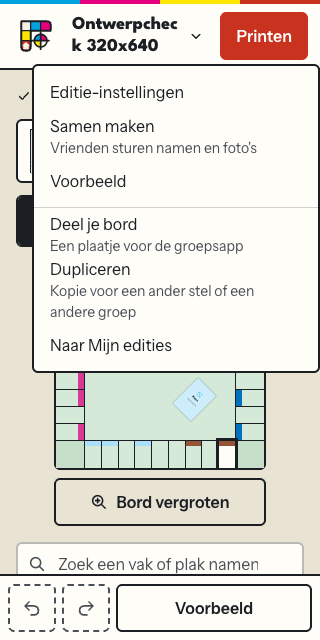 Ontwerpchec
k 320x640
Printen
Editie-instellingen
Samen maken
Vrienden sturen namen en foto's
Voorbeeld
Deel je bord
Een plaatje voor de groepsapp
Dupliceren
Kopie voor een ander stel of een
andere groep
Naar Mijn edities
Bord vergroten
Zoek een vak of plak namen
Voorbeeld